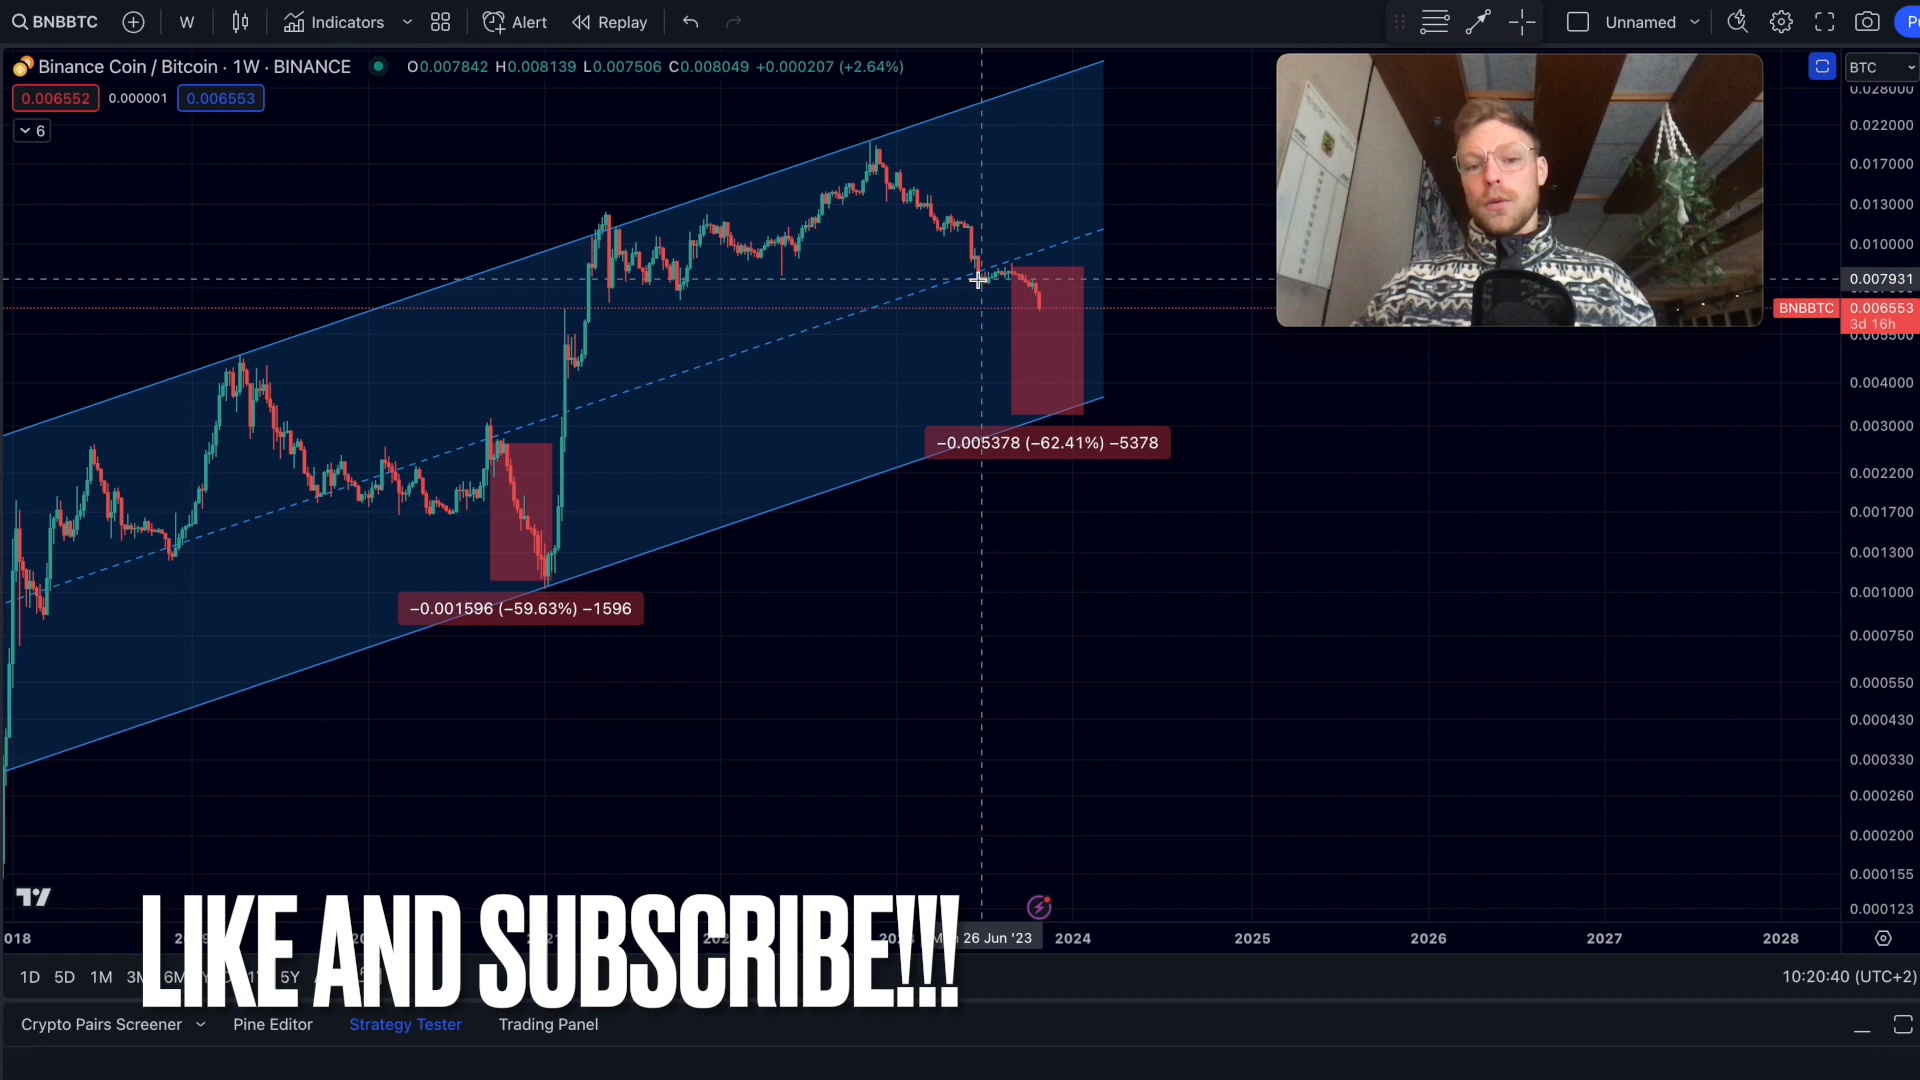 BNBBTC W Indicators Alert Replay Unnamed
Binance Coin / Bitcoin · 1W · BINANCE O0.007842 H0.008139 L0.007506 C0.008049 +0.000207 (+2.64%)
BTC
0.006552 0.000001 0.006553
6
0.028000
0.022000
0.017000
0.013000
0.010000
0.007931
BNBBTC 0.006553
3d 16h
0.005500
0.004000
0.003000
−0.005378 (−62.41%) −5378
0.002200
0.001700
0.001300
0.001000
−0.001596 (−59.63%) −1596
0.000750
0.000550
0.000430
0.000330
0.000260
0.000200
0.000155
0.000123
LIKE AND SUBSCRIBE!!!
26 Jun '23 2024 2025 2026 2027 2028
1D 5D 1M 5Y
10:20:40 (UTC+2)
Crypto Pairs Screener Pine Editor Strategy Tester Trading Panel